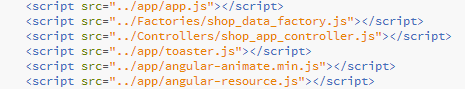 <script src="../app/app.js"></script>
<script src="../Factories/shop_data_factory.js"></script>
<script src="../Controllers/shop_app_controller.js"></script>
<script src="../app/toaster.js"></script>
<script src="../app/angular-animate.min.js"></script>
<script src="../app/angular-resource.js"></script>